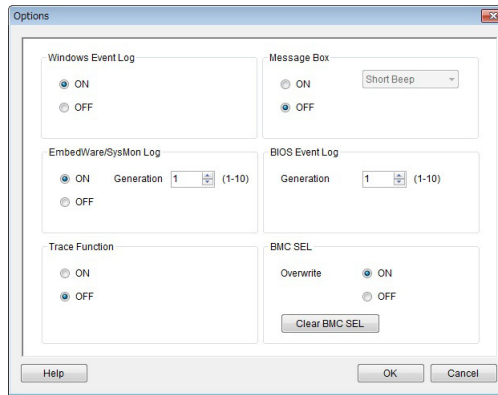 Options
Windows Event Log
ON
OFF
Message Box
ON
Short Beep
OFF
EmbedWare/SysMon Log
ON Generation 1 (1-10)
OFF
BIOS Event Log
Generation 1 (1-10)
Trace Function
ON
OFF
BMC SEL
Overwrite ON
OFF
Clear BMC SEL
Help OK Cancel